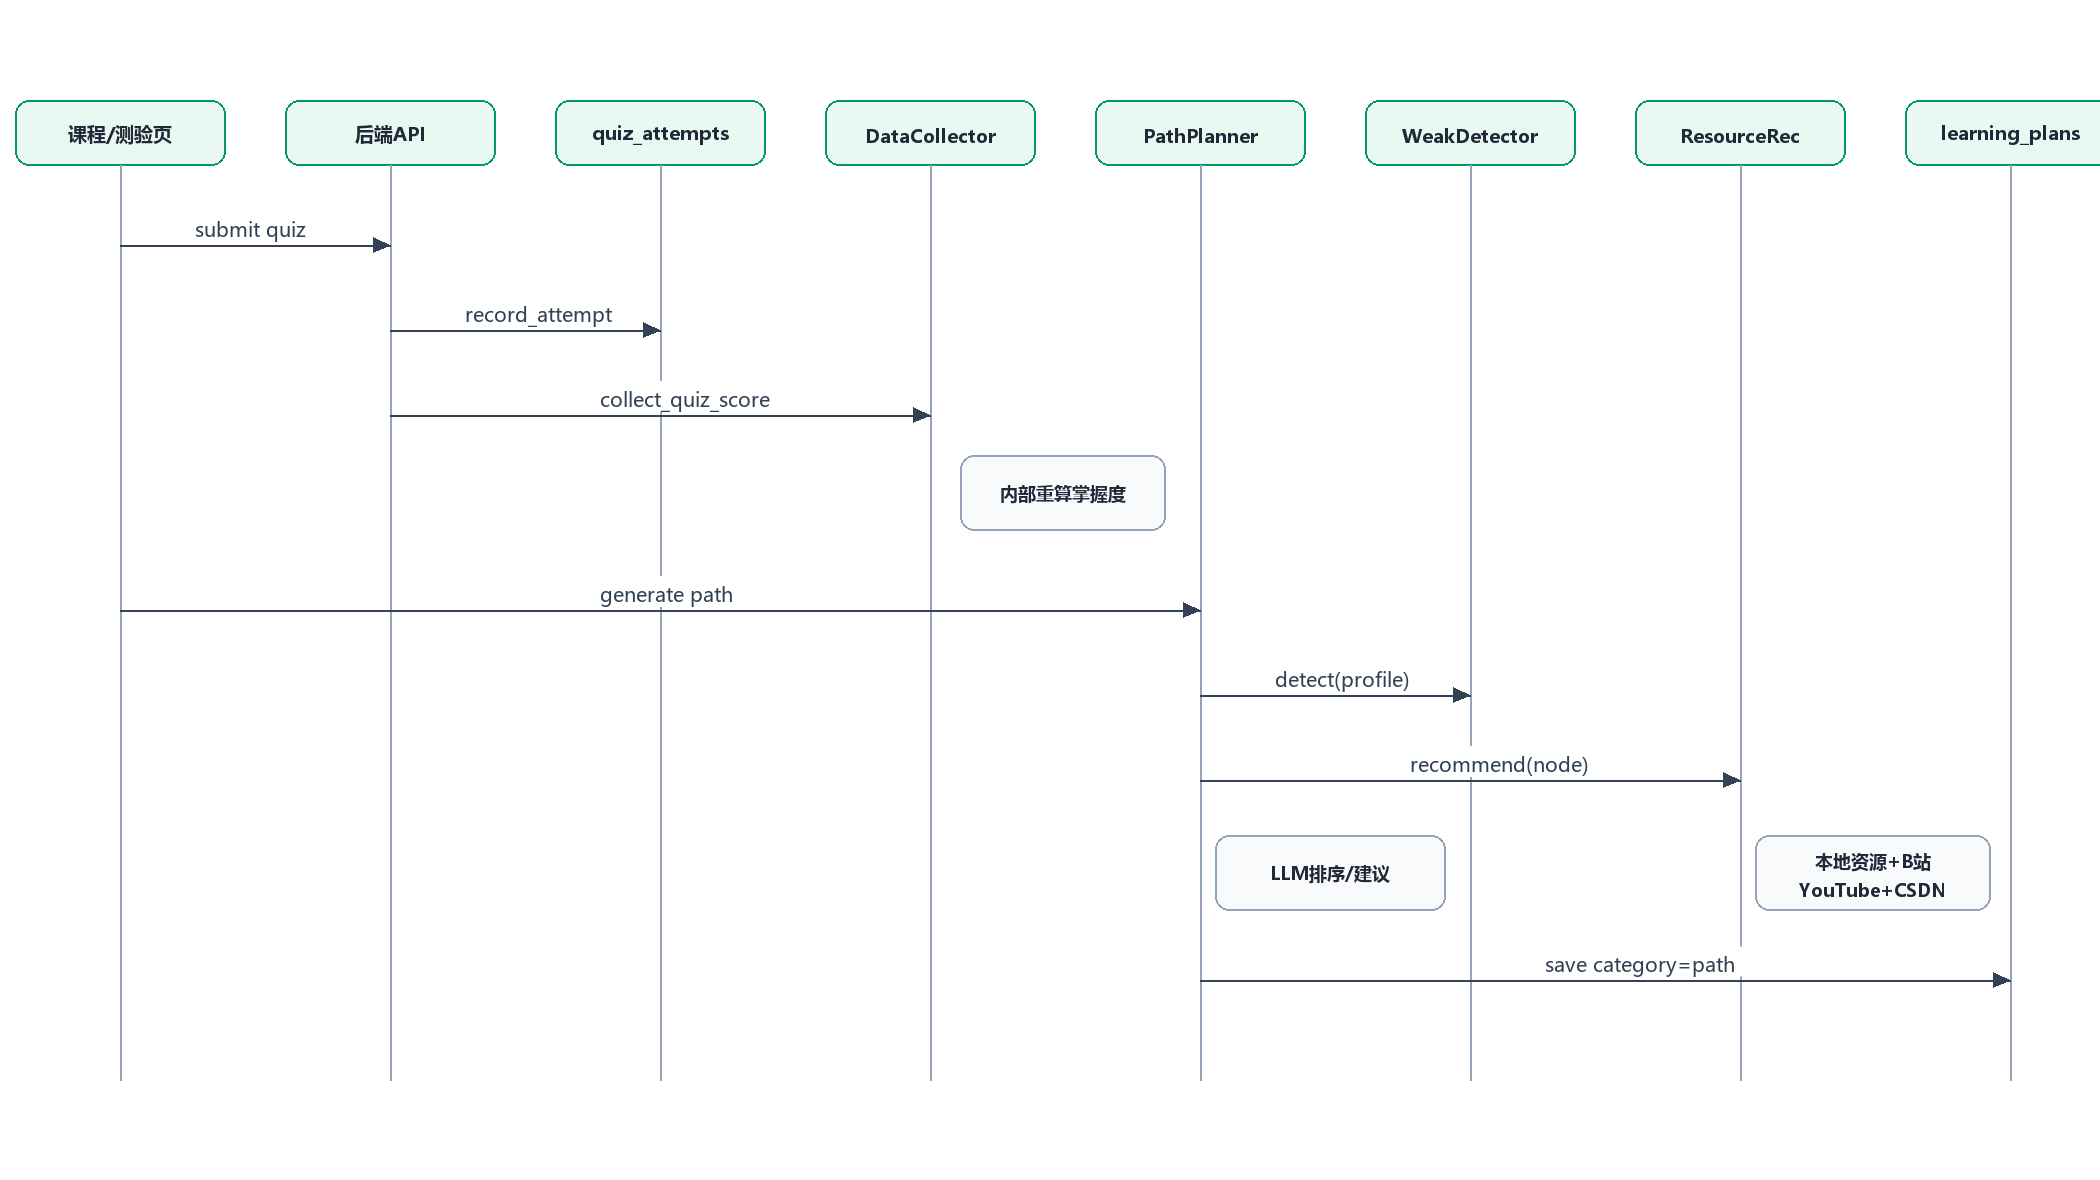 课程/测验页
后端API
quiz_attempts
DataCollector
PathPlanner
WeakDetector
ResourceRec
learning_plans
submit quiz
record_attempt
collect_quiz_score
内部重算掌握度
generate path
detect(profile)
recommend(node)
LLM排序/建议
本地资源+B站
YouTube+CSDN
save category=path